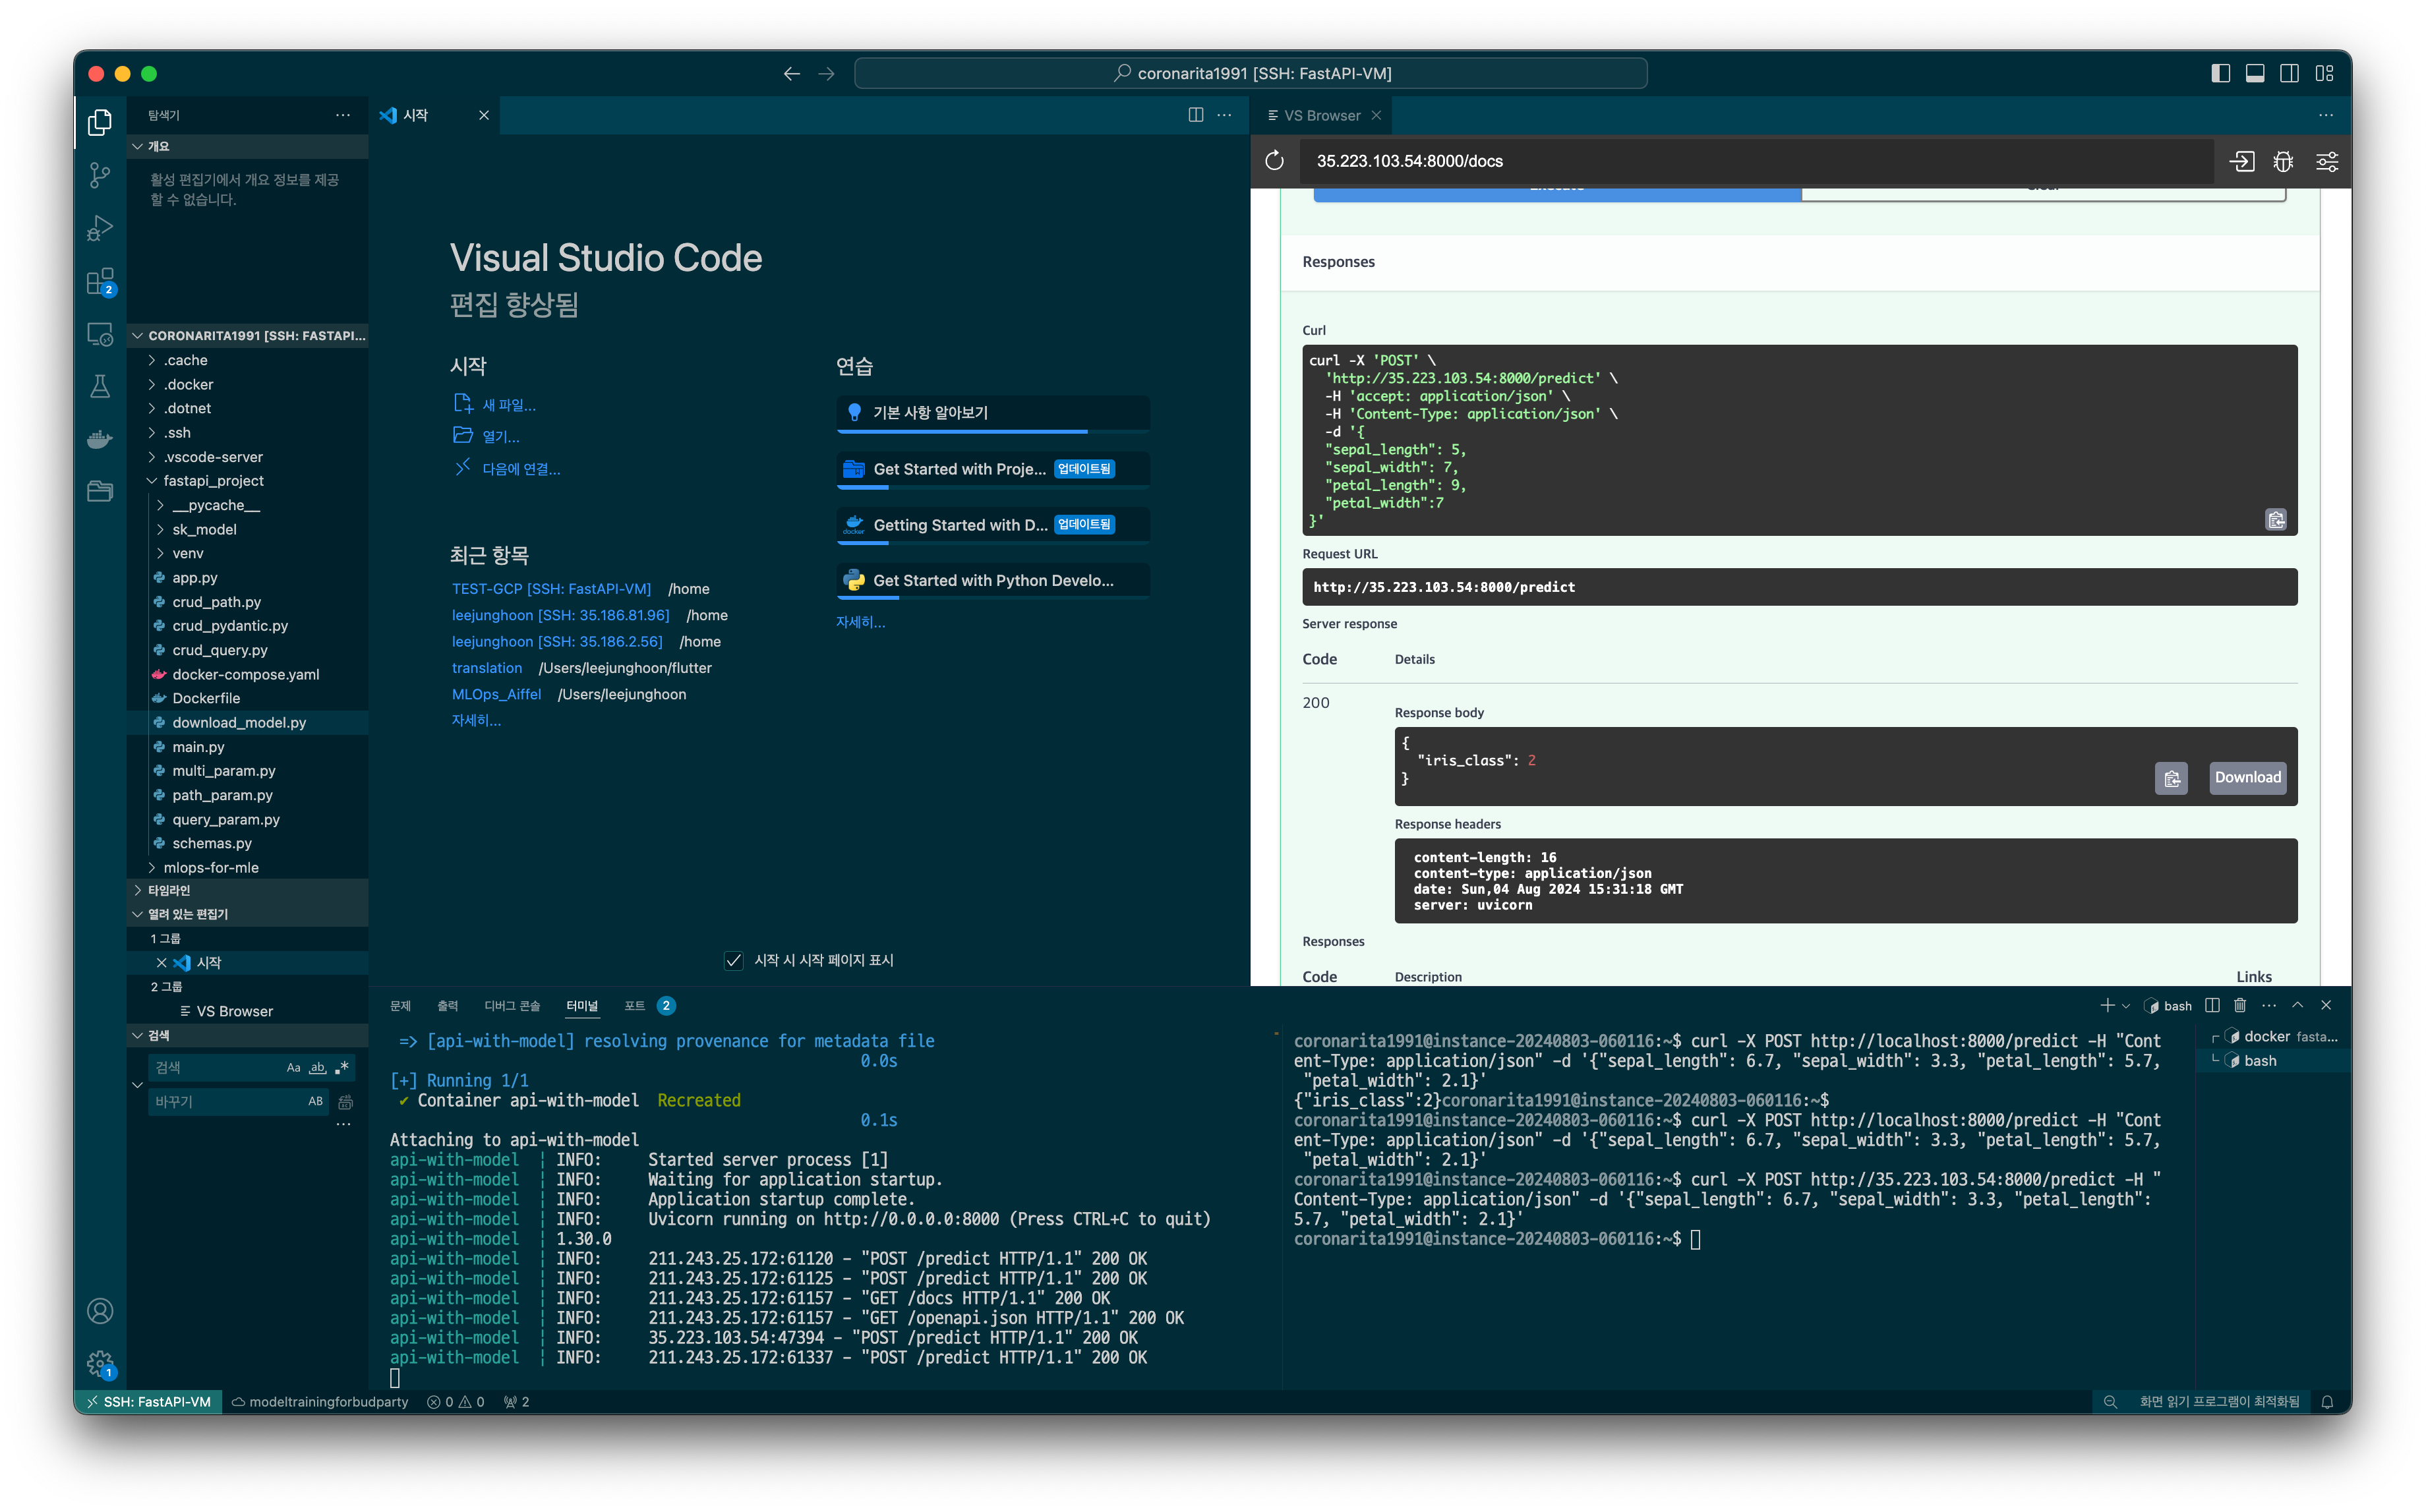 coronarita1991 [SSH: FastAPI-VM]
탐색기
개요
활성 편집기에서 개요 정보를 제공
할 수 없습니다.
CORONARITA1991 [SSH: FASTAPI...
.cache
.docker
.dotnet
.ssh
.vscode-server
fastapi_project
__pycache__
sk_model
venv
app.py
crud_path.py
crud_pydantic.py
crud_query.py
docker-compose.yaml
Dockerfile
download_model.py
main.py
multi_param.py
path_param.py
query_param.py
schemas.py
mlops-for-mle
타임라인
열려 있는 편집기
1 그룹
시작
2 그룹
VS Browser
검색
검색
Aa ab .*
바꾸기
AB
2
1
시작
Visual Studio Code
편집 향상됨
시작
새 파일...
열기...
다음에 연결...
최근 항목
TEST-GCP [SSH: FastAPI-VM] /home
leejunghoon [SSH: 35.186.81.96] /home
leejunghoon [SSH: 35.186.2.56] /home
translation /Users/leejunghoon/flutter
MLOps_Aiffel /Users/leejunghoon
자세히...
연습
기본 사항 알아보기
Get Started with Proje... 업데이트됨
docker
Getting Started with D... 업데이트됨
Get Started with Python Develo...
자세히...
시작 시 시작 페이지 표시
VS Browser
35.223.103.54:8000/docs
Responses
Curl
curl -X 'POST' \
'http://35.223.103.54:8000/predict' \
-H 'accept: application/json' \
-H 'Content-Type: application/json' \
-d '{
"sepal_length": 5,
"sepal_width": 7,
"petal_length": 9,
"petal_width":7
}'
Request URL
http://35.223.103.54:8000/predict
Server response
Code Details
200
Response body
{
"iris_class": 2
}
Download
Response headers
content-length: 16
content-type: application/json
date: Sun,04 Aug 2024 15:31:18 GMT
server: uvicorn
Responses
Code Description Links
문제 출력 디버그 콘솔 터미널 포트 2
bash
=> [api-with-model] resolving provenance for metadata file
0.0s
[+] Running 1/1
✔ Container api-with-model Recreated
0.1s
Attaching to api-with-model
api-with-model | INFO: Started server process [1]
api-with-model | INFO: Waiting for application startup.
api-with-model | INFO: Application startup complete.
api-with-model | INFO: Uvicorn running on http://0.0.0.0:8000 (Press CTRL+C to quit)
api-with-model | 1.30.0
api-with-model | INFO: 211.243.25.172:61120 - "POST /predict HTTP/1.1" 200 OK
api-with-model | INFO: 211.243.25.172:61125 - "POST /predict HTTP/1.1" 200 OK
api-with-model | INFO: 211.243.25.172:61157 - "GET /docs HTTP/1.1" 200 OK
api-with-model | INFO: 211.243.25.172:61157 - "GET /openapi.json HTTP/1.1" 200 OK
api-with-model | INFO: 35.223.103.54:47394 - "POST /predict HTTP/1.1" 200 OK
api-with-model | INFO: 211.243.25.172:61337 - "POST /predict HTTP/1.1" 200 OK
coronarita1991@instance-20240803-060116:~$ curl -X POST http://localhost:8000/predict -H "Cont
ent-Type: application/json" -d '{"sepal_length": 6.7, "sepal_width": 3.3, "petal_length": 5.7,
"petal_width": 2.1}'
{"iris_class":2}coronarita1991@instance-20240803-060116:~$
coronarita1991@instance-20240803-060116:~$ curl -X POST http://localhost:8000/predict -H "Cont
ent-Type: application/json" -d '{"sepal_length": 6.7, "sepal_width": 3.3, "petal_length": 5.7,
"petal_width": 2.1}'
coronarita1991@instance-20240803-060116:~$ curl -X POST http://35.223.103.54:8000/predict -H "
Content-Type: application/json" -d '{"sepal_length": 6.7, "sepal_width": 3.3, "petal_length":
5.7, "petal_width": 2.1}'
coronarita1991@instance-20240803-060116:~$
docker fasta...
bash
SSH: FastAPI-VM modeltrainingforbudparty 0 0 2
화면 읽기 프로그램이 최적화됨